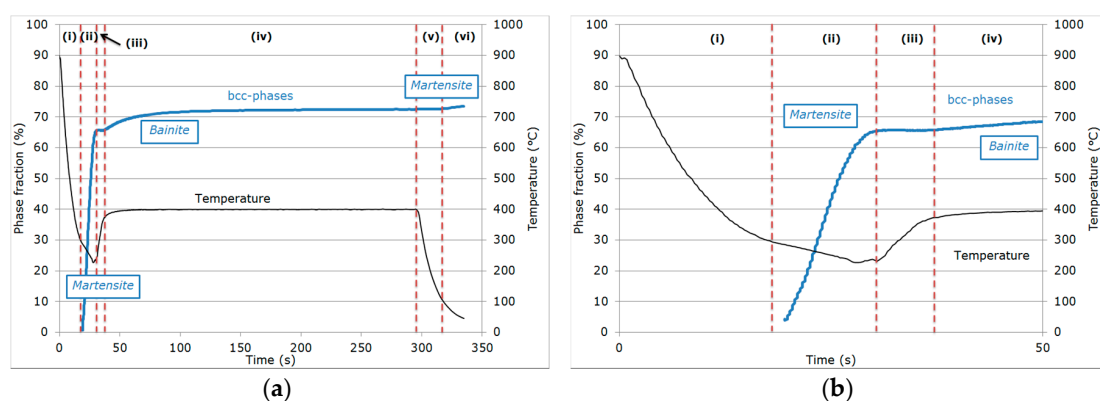 100
90
80
70
60
50
40
30
20
10
0
Phase fraction (%)
(i) (ii) (iii) (iv) (v) (vi)
Martensite
bcc-phases
Bainite
Temperature
Martensite
1000
900
800
700
600
500
400
300
200
100
0
Temperature (°C)
0 50 100 150 200 250 300 350
Time (s)
(a)
100
90
80
70
60
50
40
30
20
10
0
Phase fraction (%)
(i) (ii) (iii) (iv)
Martensite
bcc-phases
Bainite
Temperature
1000
900
800
700
600
500
400
300
200
100
0
Temperature (°C)
0 50
Time (s)
(b)